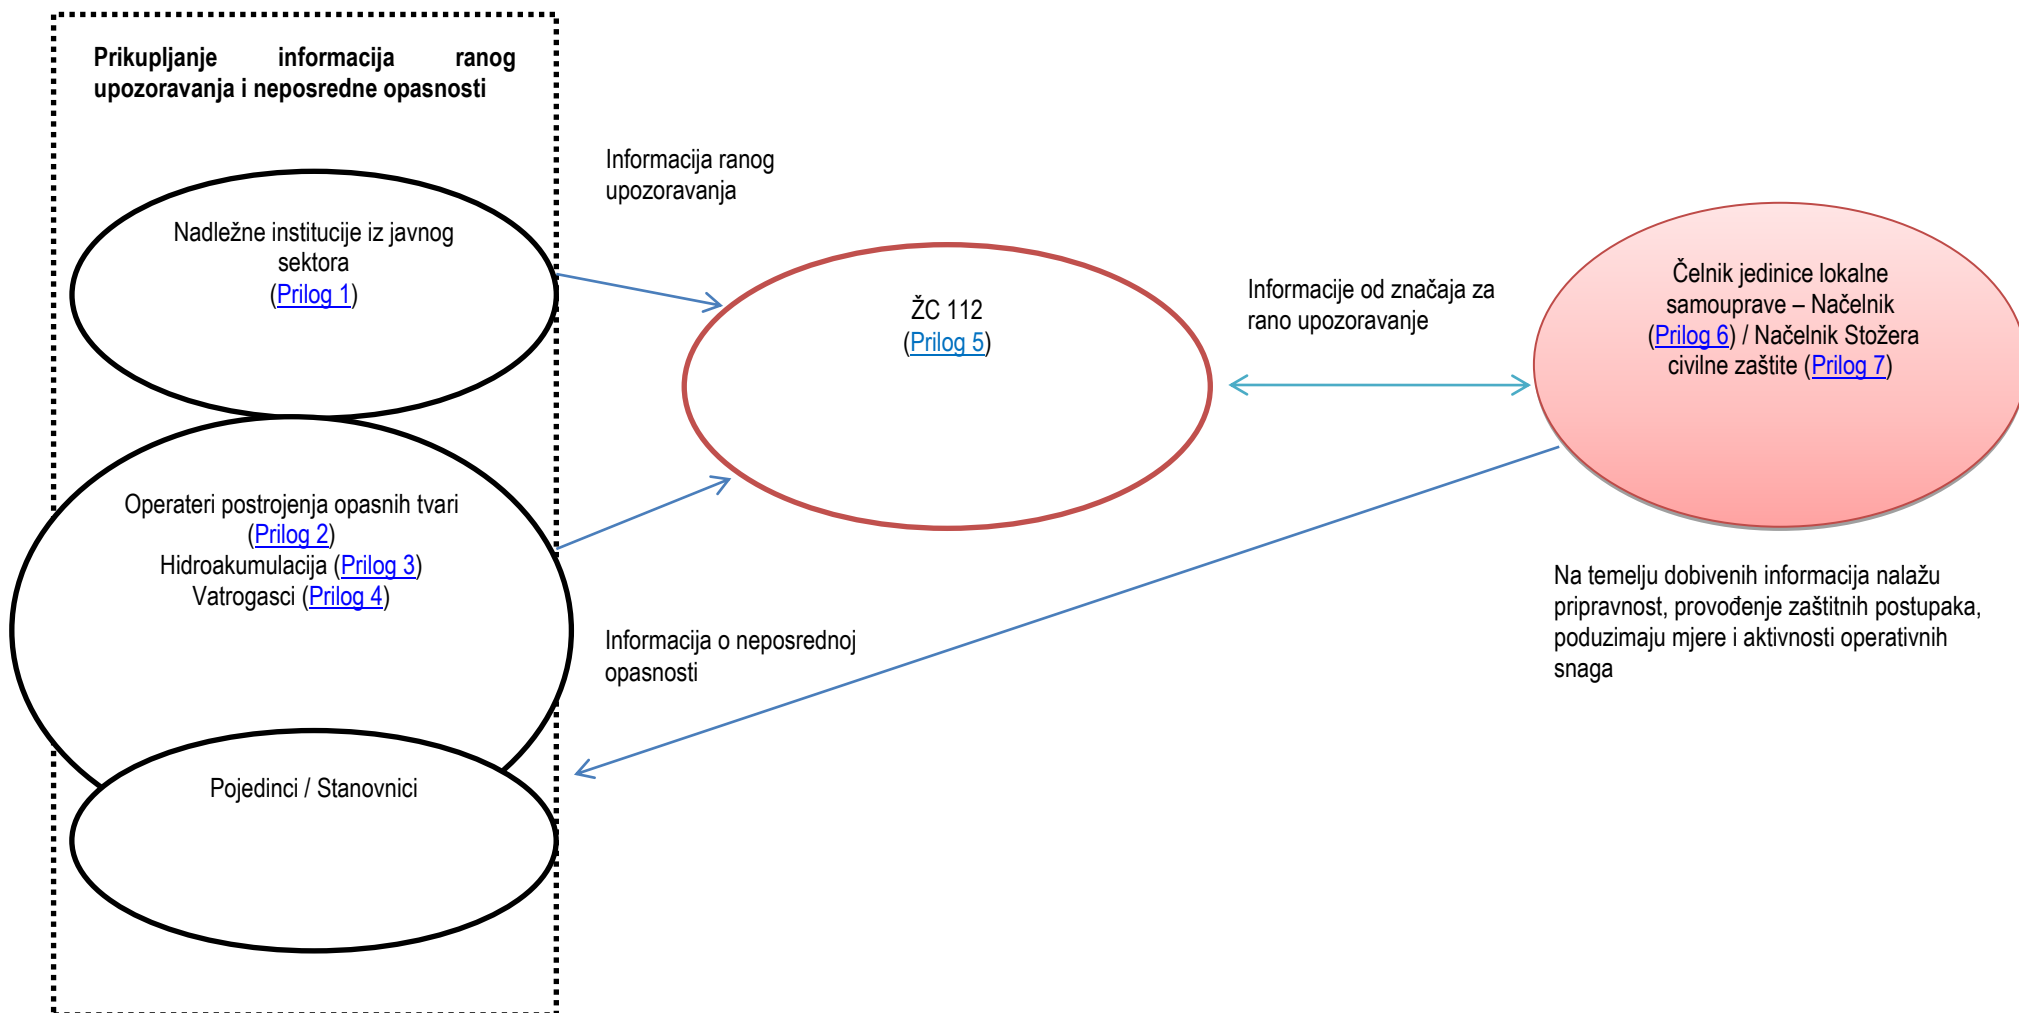 Prikupljanje informacija ranog
upozoravanja i neposredne opasnosti
Nadležne institucije iz javnog
sektora
(Prilog 1)
Operateri postrojenja opasnih tvari
(Prilog 2)
Hidroakumulacija (Prilog 3)
Vatrogasci (Prilog 4)
Pojedinci / Stanovnici
Informacija ranog
upozoravanja
Informacija o neposrednoj
opasnosti
ŽC 112
(Prilog 5)
Informacije od značaja za
rano upozoravanje
Čelnik jedinice lokalne
samouprave – Načelnik
(Prilog 6) / Načelnik Stožera
civilne zaštite (Prilog 7)
Na temelju dobivenih informacija nalažu
pripravnost, provođenje zaštitnih postupaka,
poduzimaju mjere i aktivnosti operativnih
snaga